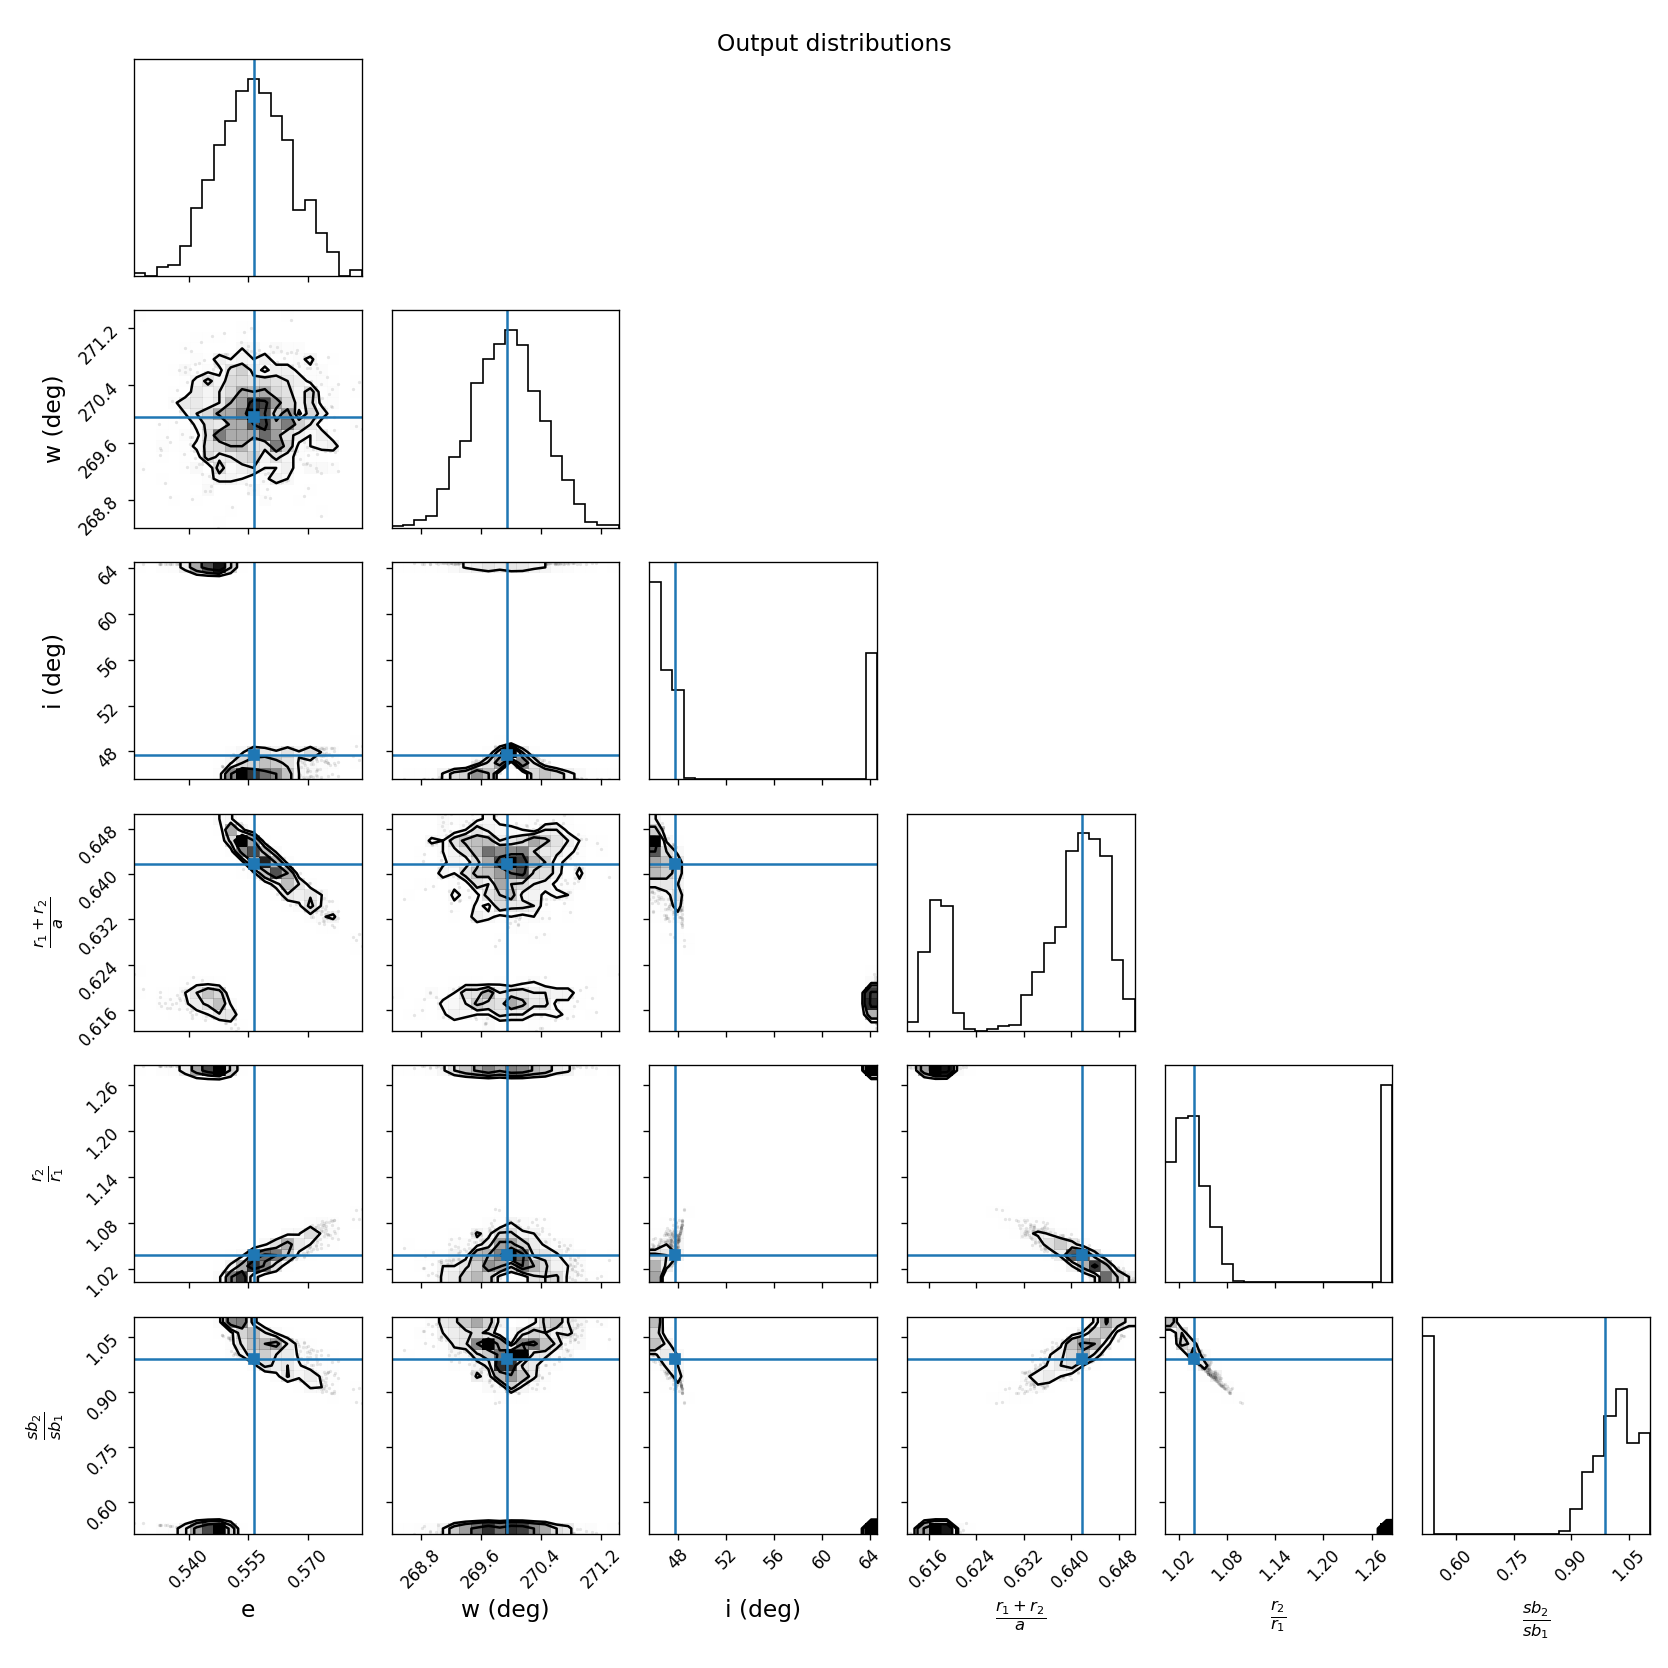 Output distributions
271.2
270.4
269.6
268.8
w (deg)
64
60
56
52
48
i (deg)
0.648
0.640
0.632
0.624
0.616
r1 + r2
a
1.26
1.20
1.14
1.08
1.02
r2
r1
1.05
0.90
0.75
0.60
sb2
sb1
0.540 0.555 0.570 268.8 269.6 270.4 271.2 48 52 56 60 64 0.616 0.624 0.632 0.640 0.648 1.02 1.08 1.14 1.20 1.26 0.60 0.75 0.90 1.05
e w (deg) i (deg) r1 + r2 r2 sb2
a r1 sb1